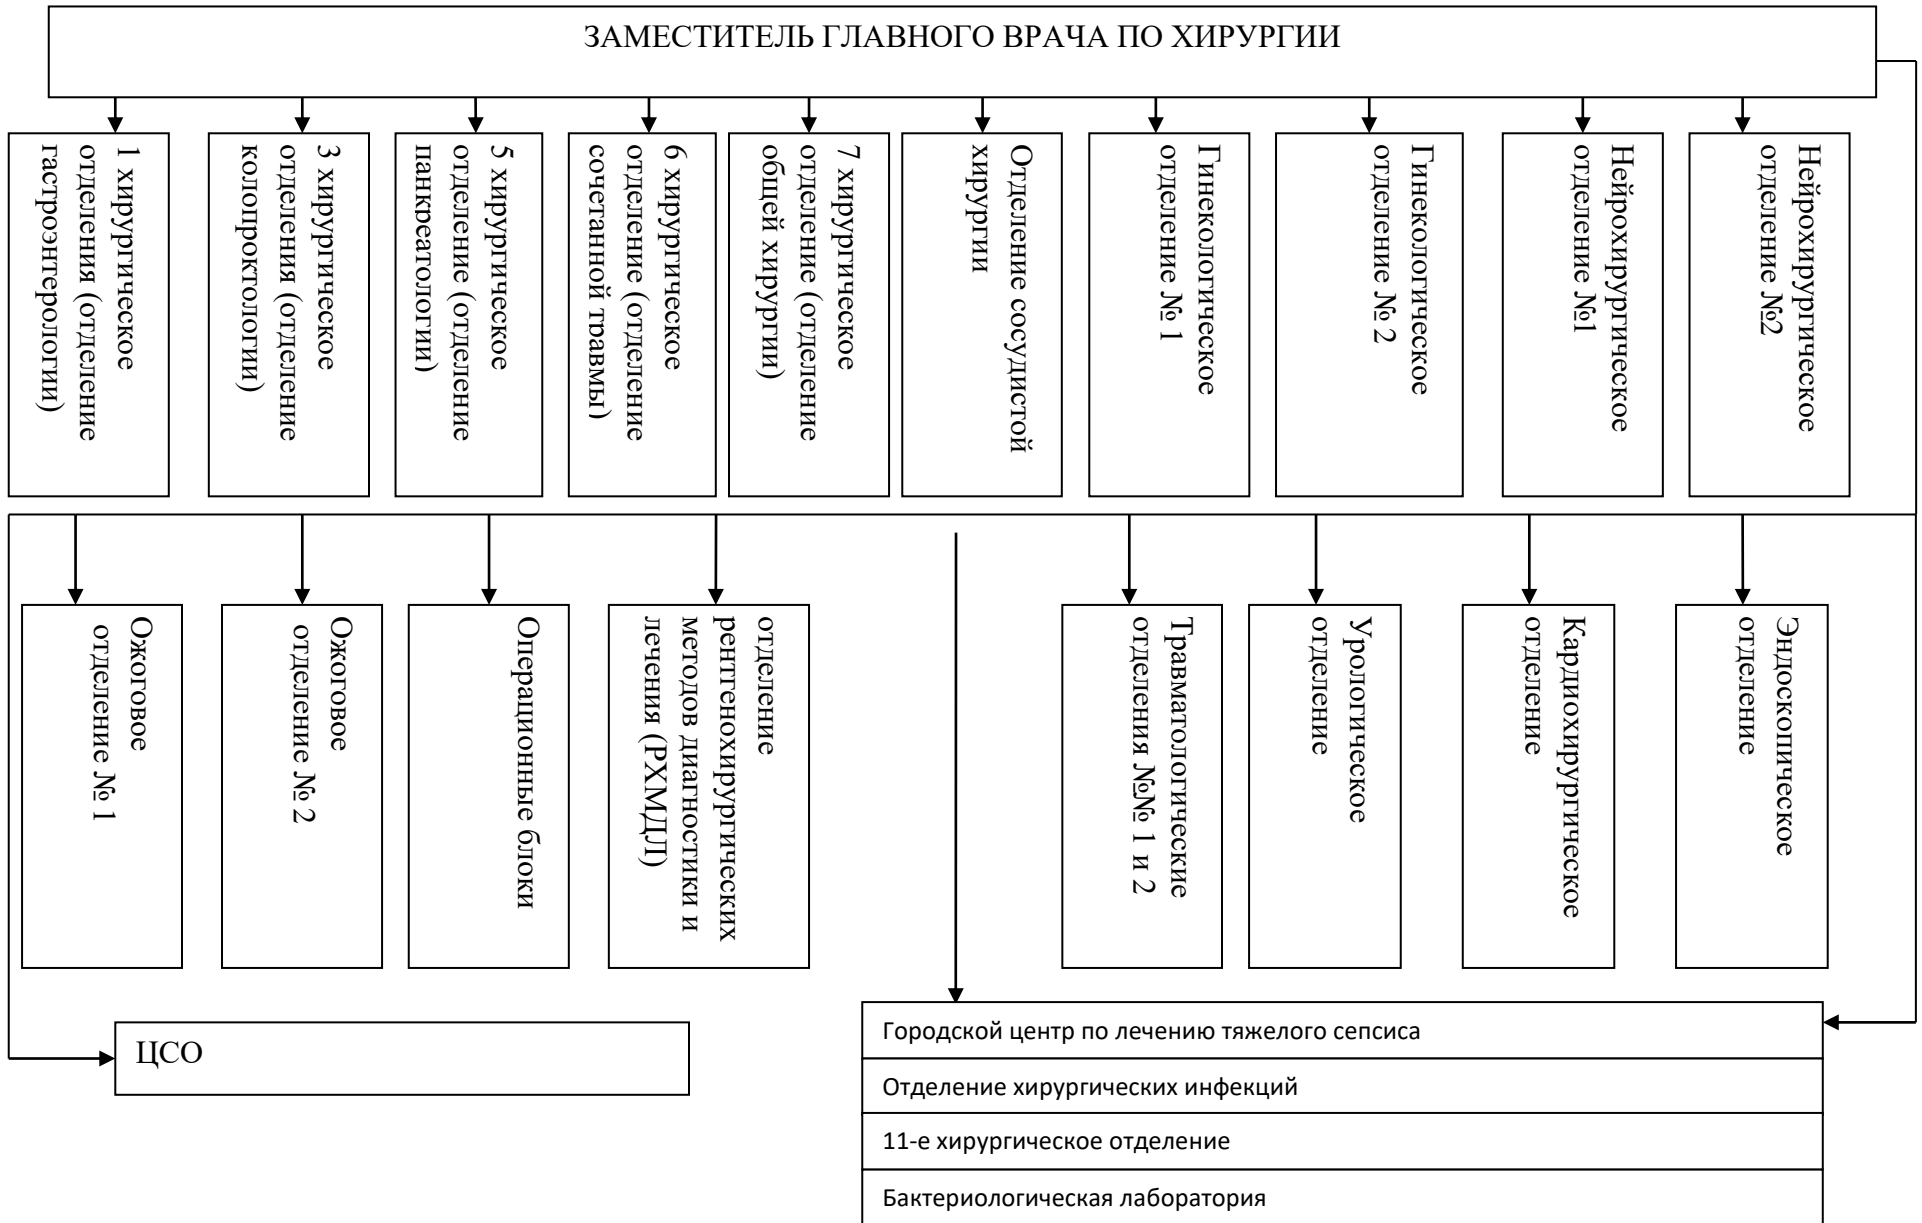 ЗАМЕСТИТЕЛЬ ГЛАВНОГО ВРАЧА ПО ХИРУРГИИ
1 хирургическое
отделения (отделение
гастроэнтерологии)
3 хирургическое
отделения (отделение
колопроктологии)
5 хирургическое
отделение (отделение
панкреатологии)
6 хирургическое
отделение (отделение
сочетанной травмы)
7 хирургическое
отделение (отделение
общей хирургии)
Отделение сосудистой
хирургии
Гинекологическое
отделение № 1
Гинекологическое
отделение № 2
Нейрохирургическое
отделение №1
Нейрохирургическое
отделение №2
Ожоговое
отделение № 1
Ожоговое
отделение № 2
Операционные блоки
отделение
рентгенохирургических
методов диагностики и
лечения (РХМДЛ)
Травматологические
отделения №№ 1 и 2
Урологическое
отделение
Кардиохирургическое
отделение
Эндоскопическое
отделение
ЦСО
Городской центр по лечению тяжелого сепсиса
Отделение хирургических инфекций
11-е хирургическое отделение
Бактериологическая лаборатория